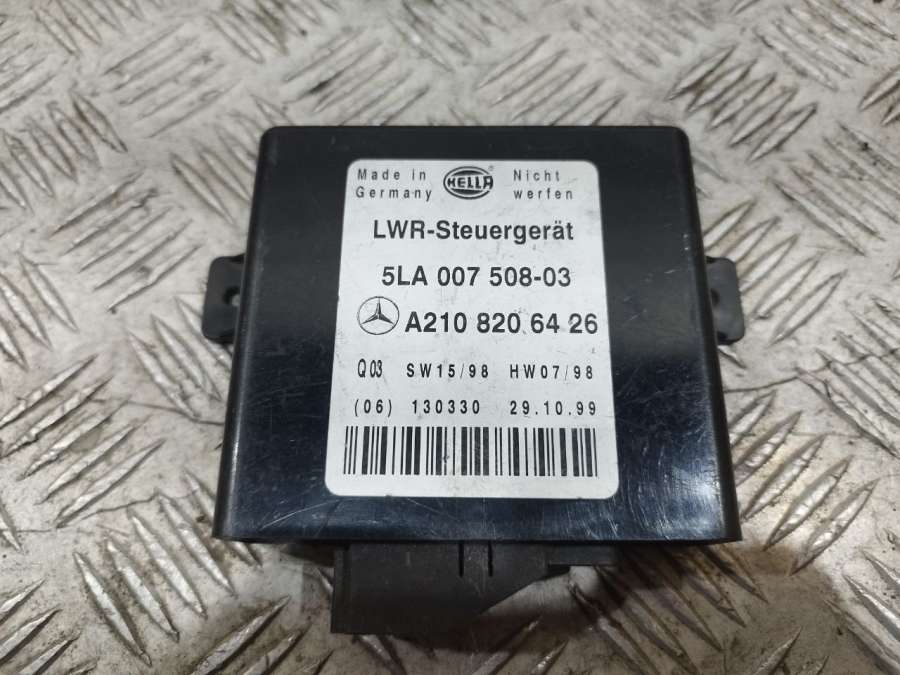 Made in Germany HELLA ® Nicht werfen
LWR-Steuergerät
5LA 007 508-03
A210 820 64 26
Q03 SW15/98 HW07/98
(06) 130330 29.10.99